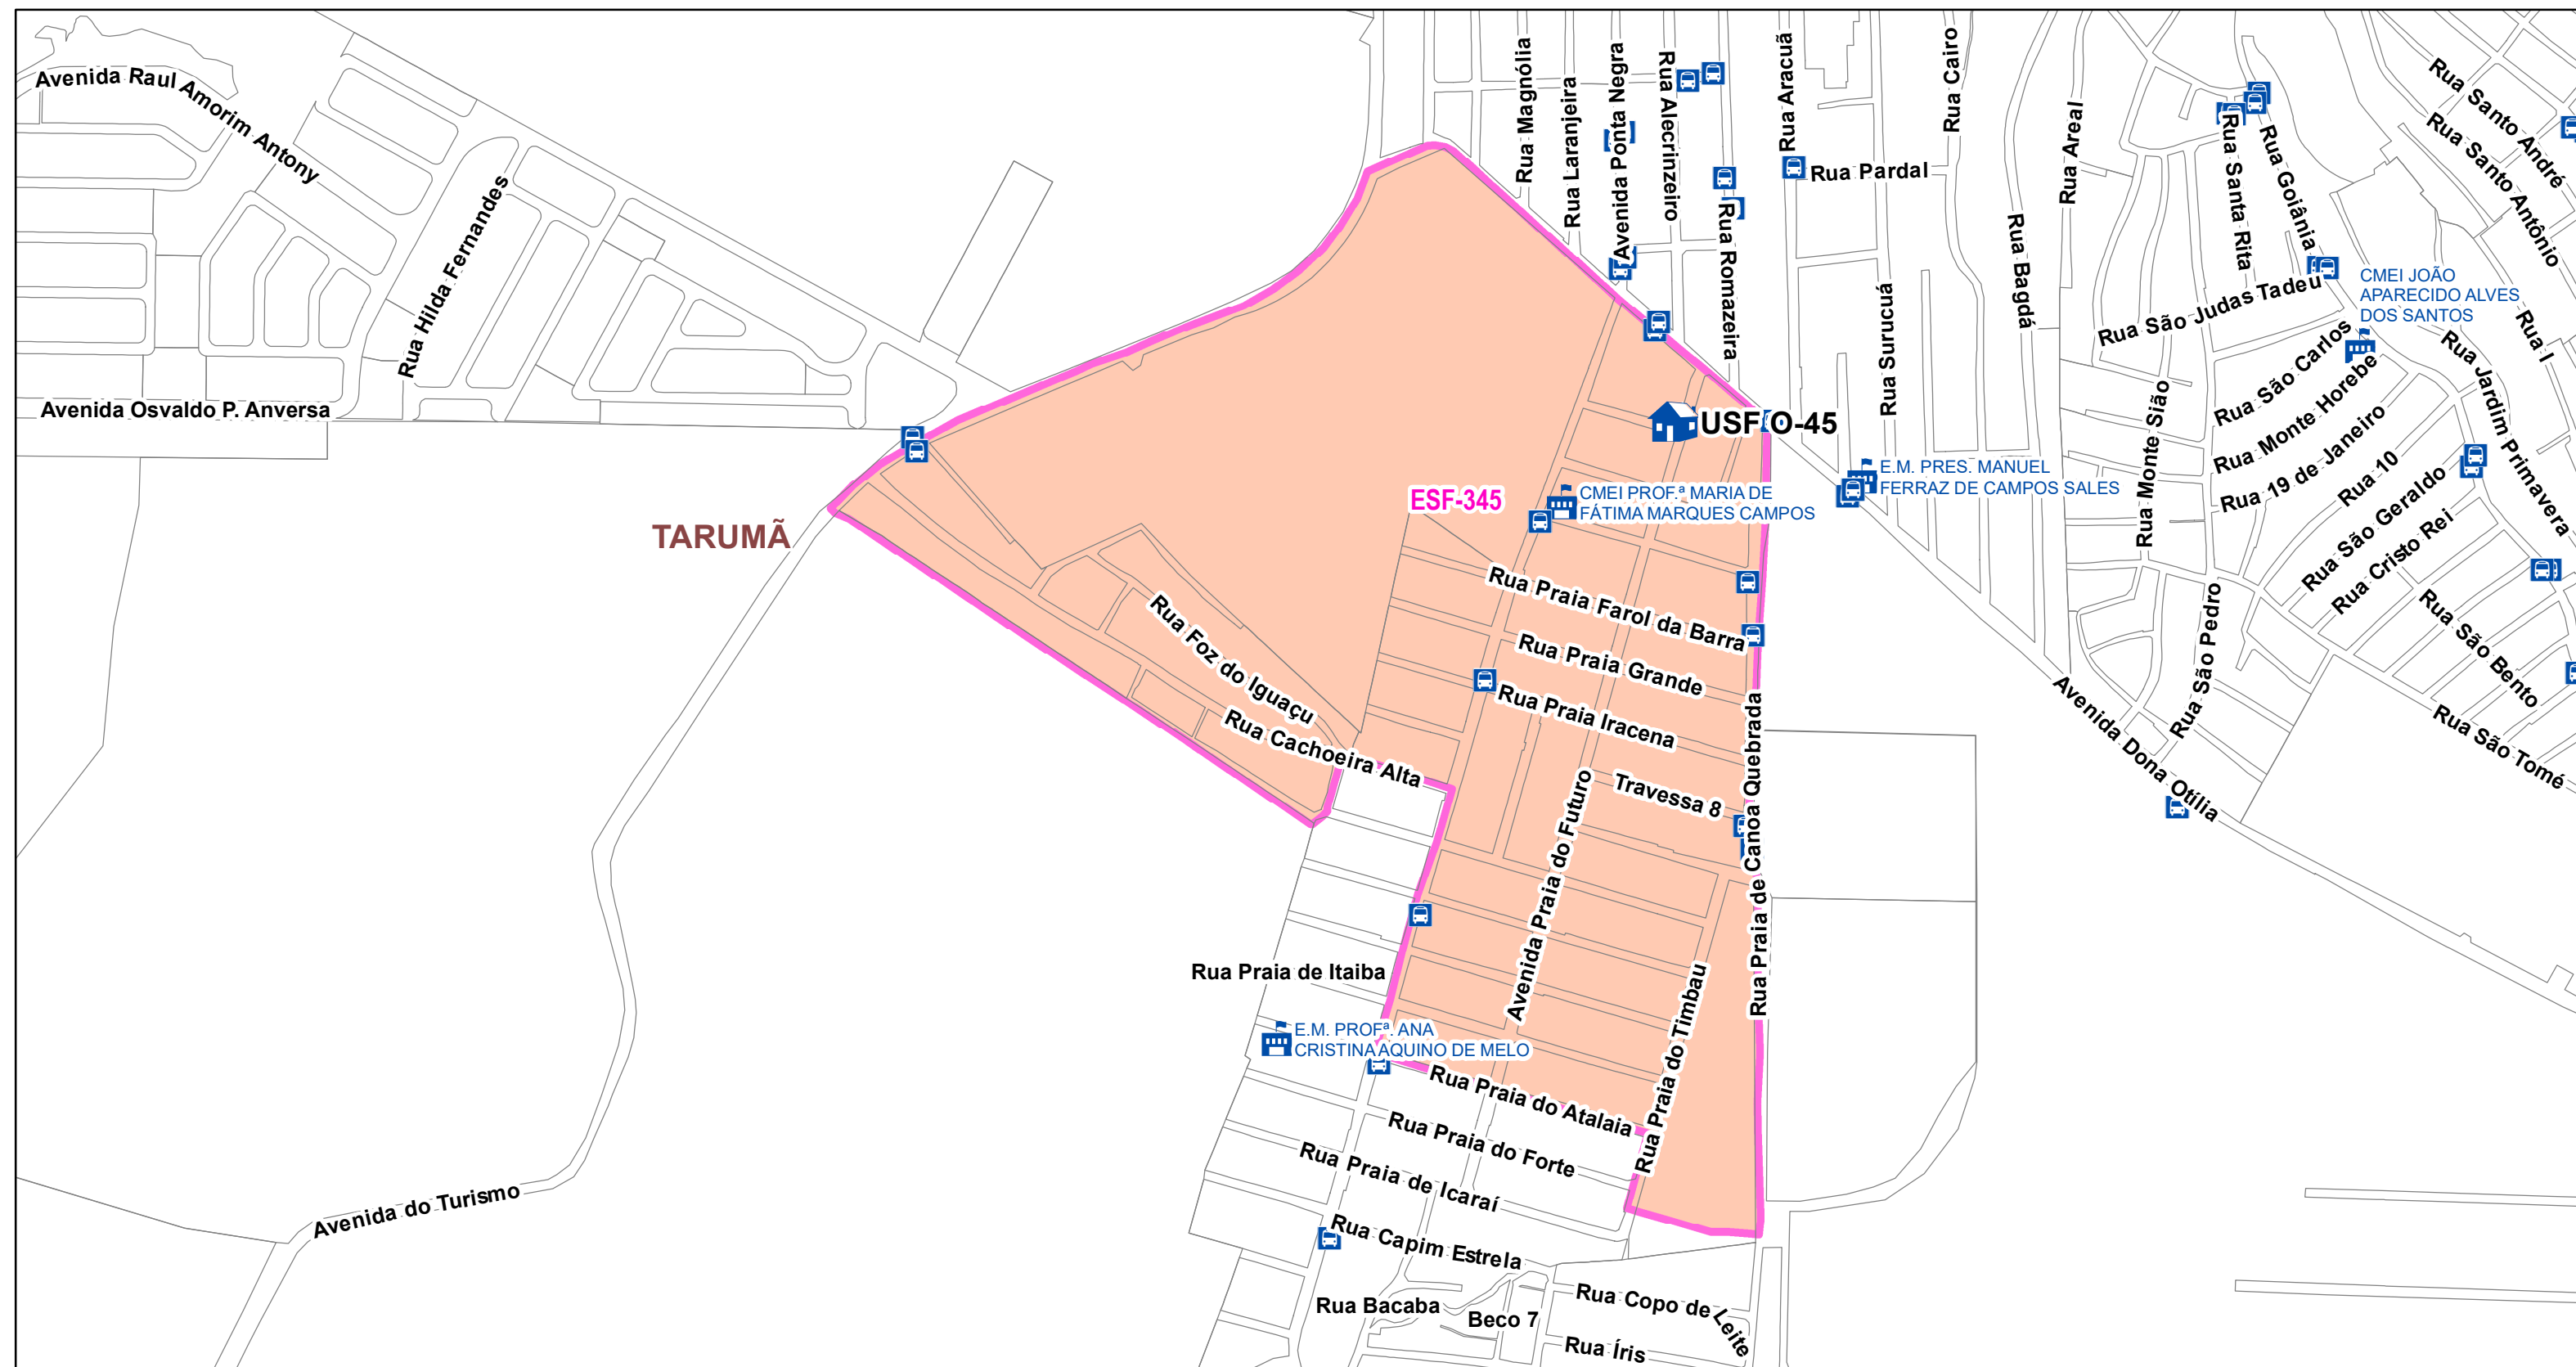 Avenida Raul Amorim Antony
Rua Hilda Fernandes
Avenida Osvaldo P. Anversa
TARUMÃ
Avenida do Turismo
Rua Magnólia
Rua Laranjeira
Avenida Ponta Negra
Rua Alecrinzeiro
Rua Romazeira
Rua Aracuã
Rua Pardal
Rua Surucuá
Rua Cairo
Rua Bagdá
Rua Areal
Rua Santa Rita
Rua Goiânia
Rua Santo André
Rua Santo Antônio
Rua São Judas Tadeu
CMEI JOÃO
APARECIDO ALVES
DOS SANTOS
Rua I
Rua Jardim Primavera
Rua São Carlos
Rua Monte Horebe
Rua 19 de Janeiro
Rua 10
Rua São Geraldo
Rua Cristo Rei
Rua Monte Sião
Rua São Pedro
Rua São Bento
Rua São Tomé
Avenida Dona Otília
USF O-45
E.M. PRES. MANUEL
FERRAZ DE CAMPOS SALES
ESF-345
CMEI PROF.ª MARIA DE
FÁTIMA MARQUES CAMPOS
Rua Praia Farol da Barra
Rua Praia Grande
Rua Praia Iracena
Travessa 8
Rua Praia de Canoa Quebrada
Avenida Praia do Futuro
Rua Praia do Timbau
Rua Foz do Iguaçu
Rua Cachoeira Alta
Rua Praia de Itaiba
E.M. PROFª. ANA
CRISTINA AQUINO DE MELO
Rua Praia do Atalaia
Rua Praia do Forte
Rua Praia de Icaraí
Rua Capim Estrela
Rua Bacaba
Beco 7
Rua Copo de Leite
Rua Íris